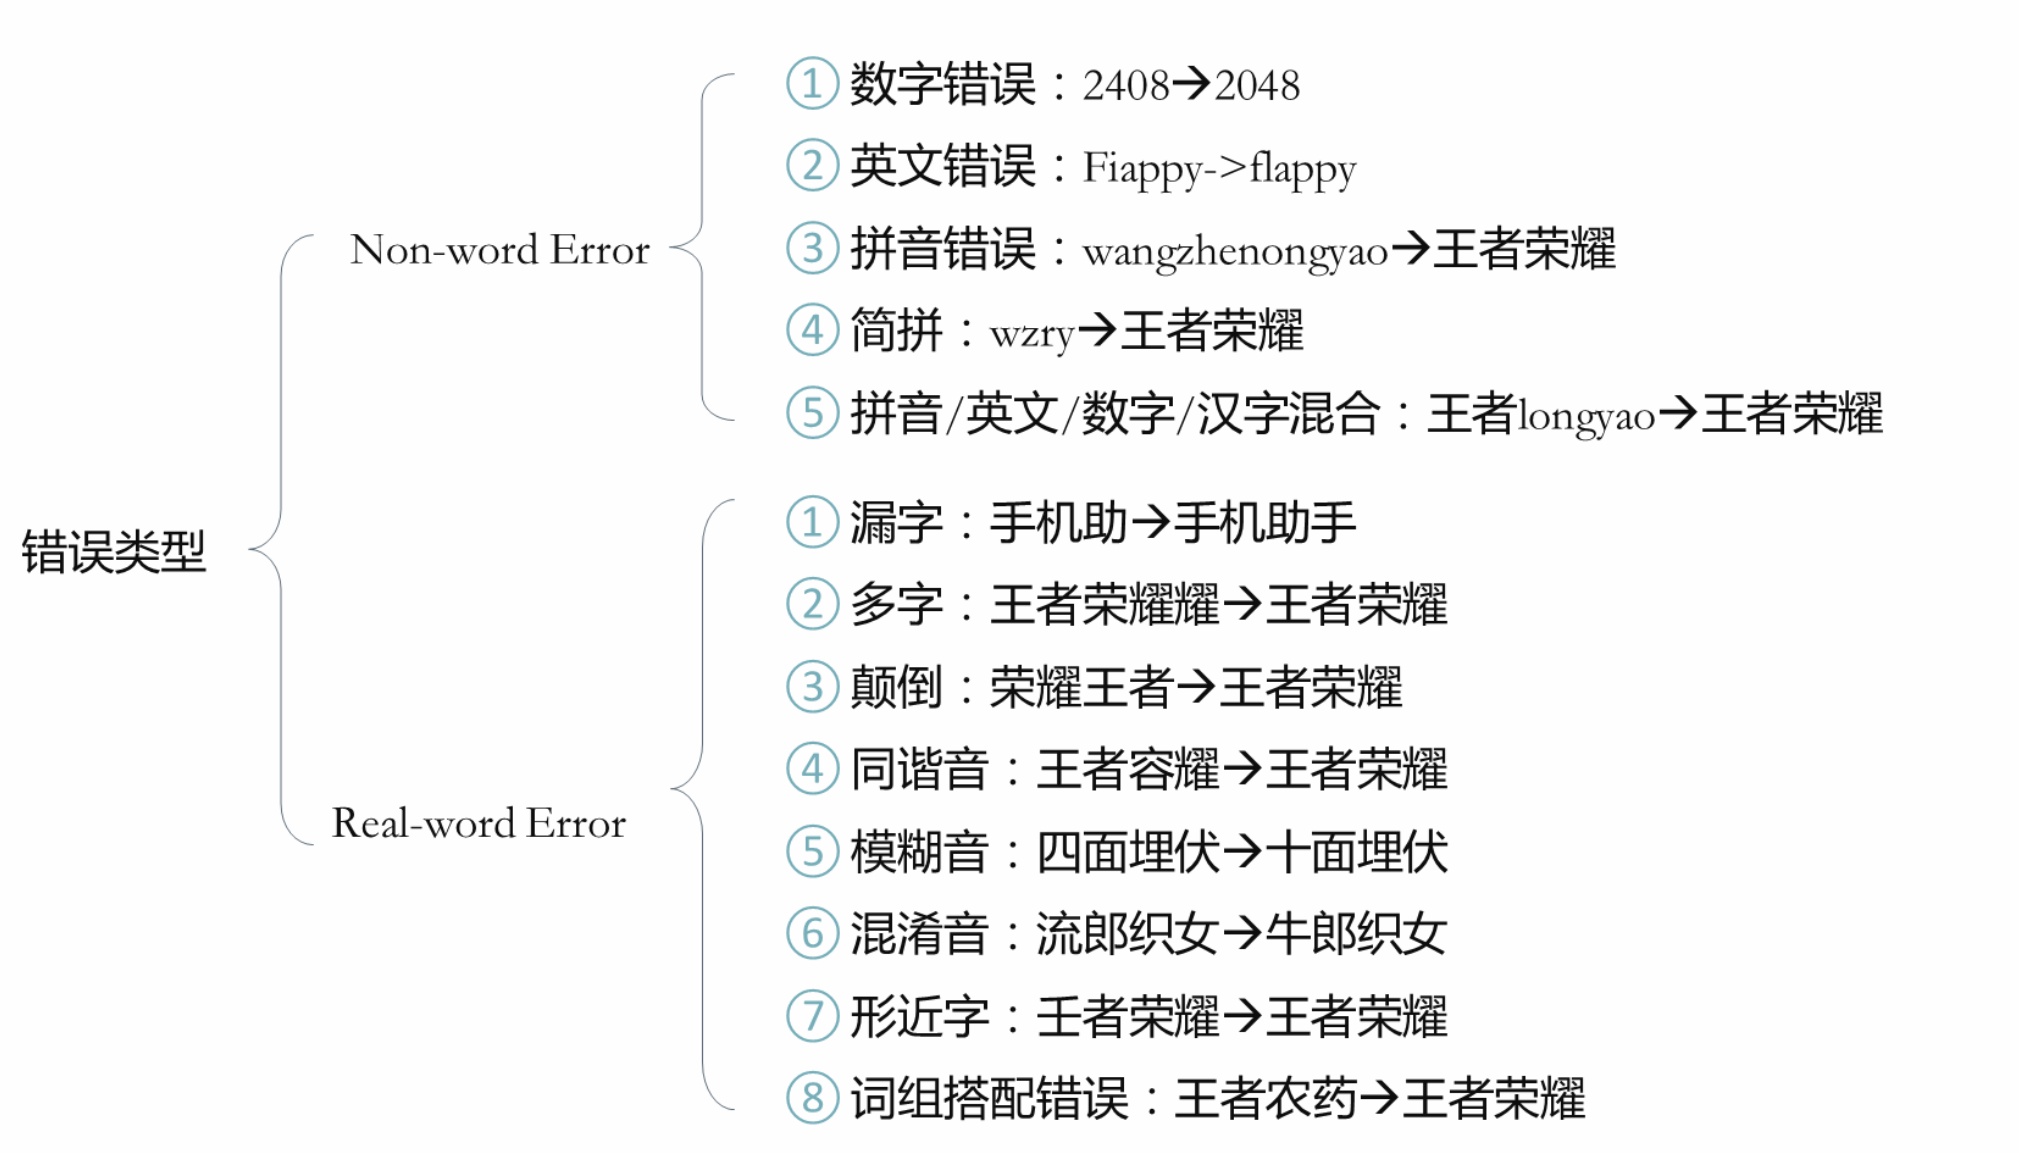 错误类型
Non-word Error
① 数字错误：2408→2048
② 英文错误：Fiappy->flappy
③ 拼音错误：wangzhenongyao→王者荣耀
④ 简拼：wzry→王者荣耀
⑤ 拼音/英文/数字/汉字混合：王者longyao→王者荣耀
Real-word Error
① 漏字：手机助→手机助手
② 多字：王者荣耀耀→王者荣耀
③ 颠倒：荣耀王者→王者荣耀
④ 同谐音：王者容耀→王者荣耀
⑤ 模糊音：四面埋伏→十面埋伏
⑥ 混淆音：流郎织女→牛郎织女
⑦ 形近字：壬者荣耀→王者荣耀
⑧ 词组搭配错误：王者农药→王者荣耀